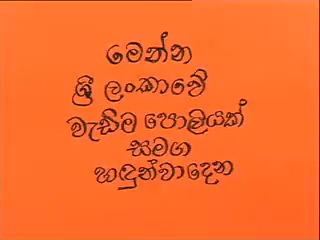 මෙන්න
ශ්‍රී ලංකාවේ
වැඩිම පොළියක්
සමග
හඳුන්වාදෙන